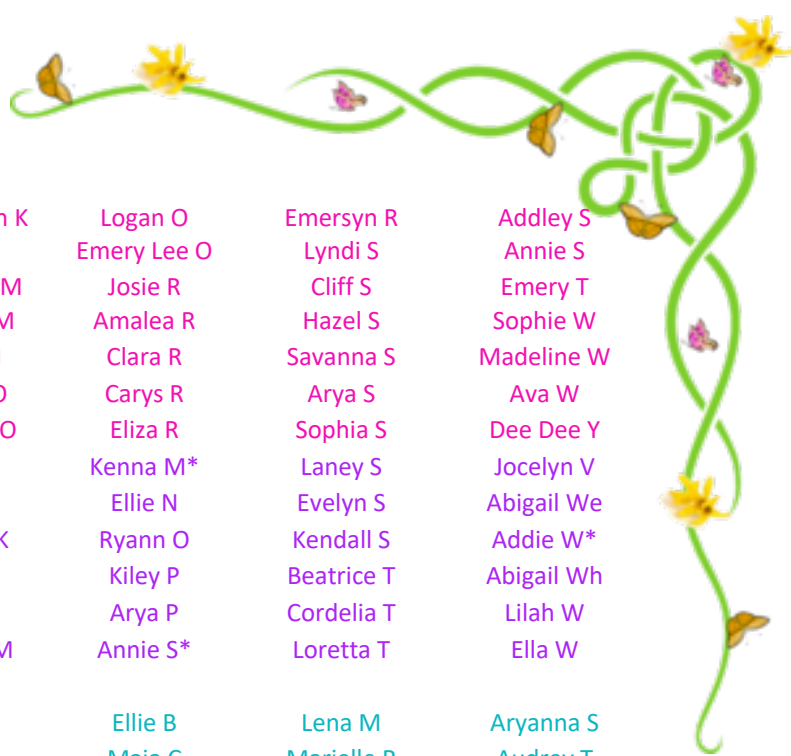 K Logan O Emersyn R Addley S
Emery Lee O Lyndi S Annie S
M Josie R Cliff S Emery T
Amalea R Hazel S Sophie W
Clara R Savanna S Madeline W
Carys R Arya S Ava W
O Eliza R Sophia S Dee Dee Y
Kenna M* Laney S Jocelyn V
Ellie N Evelyn S Abigail We
K Ryann O Kendall S Addie W*
Kiley P Beatrice T Abigail Wh
Arya P Cordelia T Lilah W
Annie S* Loretta T Ella W
Ellie B Lena M Aryanna S